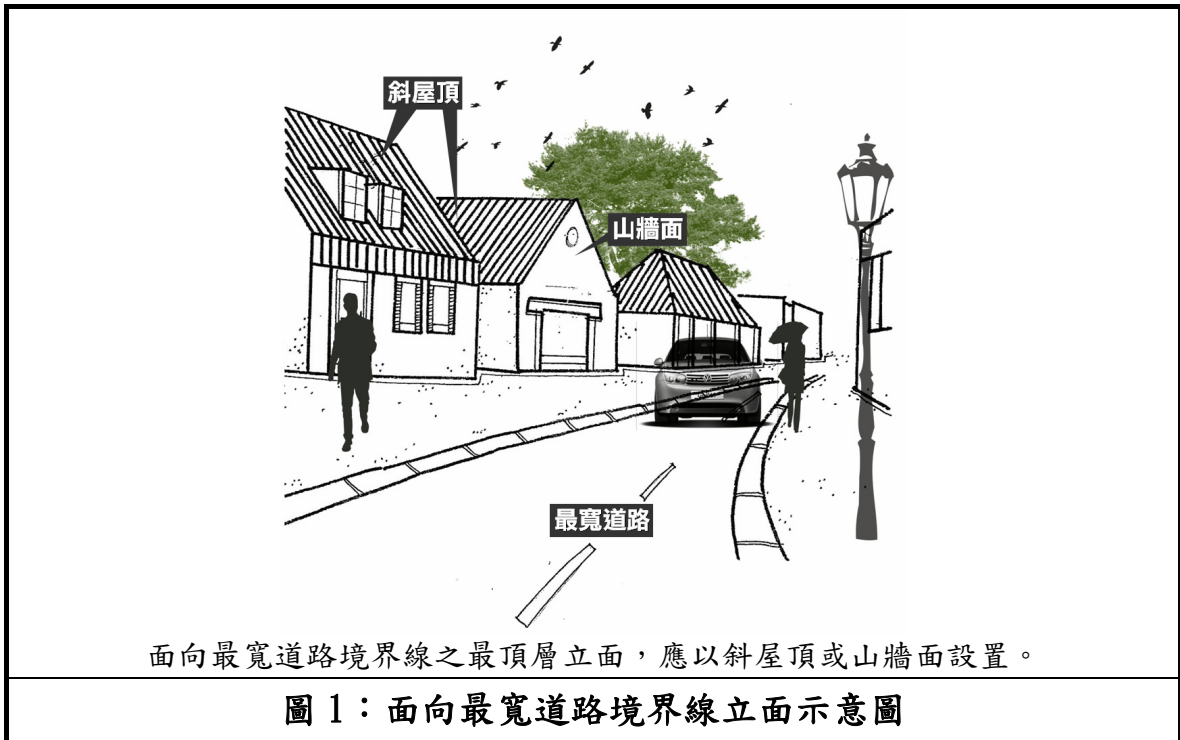 斜屋頂
山牆面
最寬道路
面向最寬道路境界線之最頂層立面，應以斜屋頂或山牆面設置。
圖1：面向最寬道路境界線立面示意圖